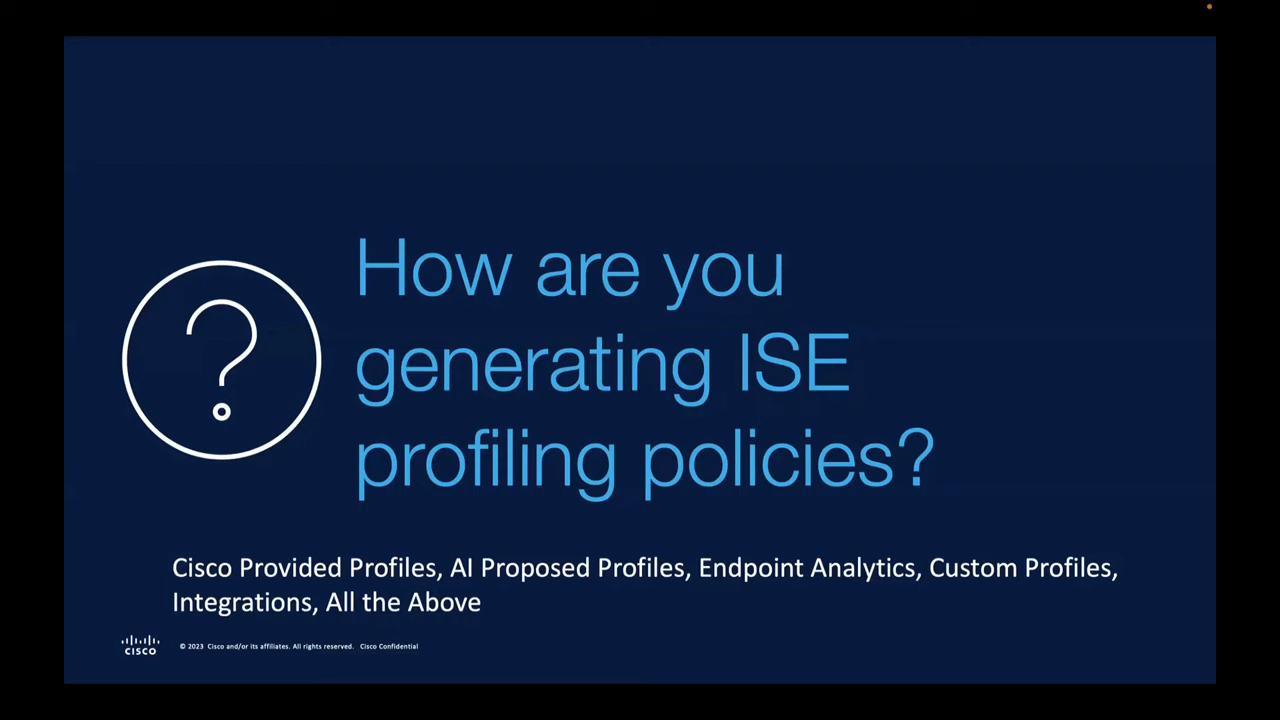 How are you
generating ISE
profiling policies?
Cisco Provided Profiles, AI Proposed Profiles, Endpoint Analytics, Custom Profiles,
Integrations, All the Above
CISCO
© 2023 Cisco and/or its affiliates. All rights reserved. Cisco Confidential